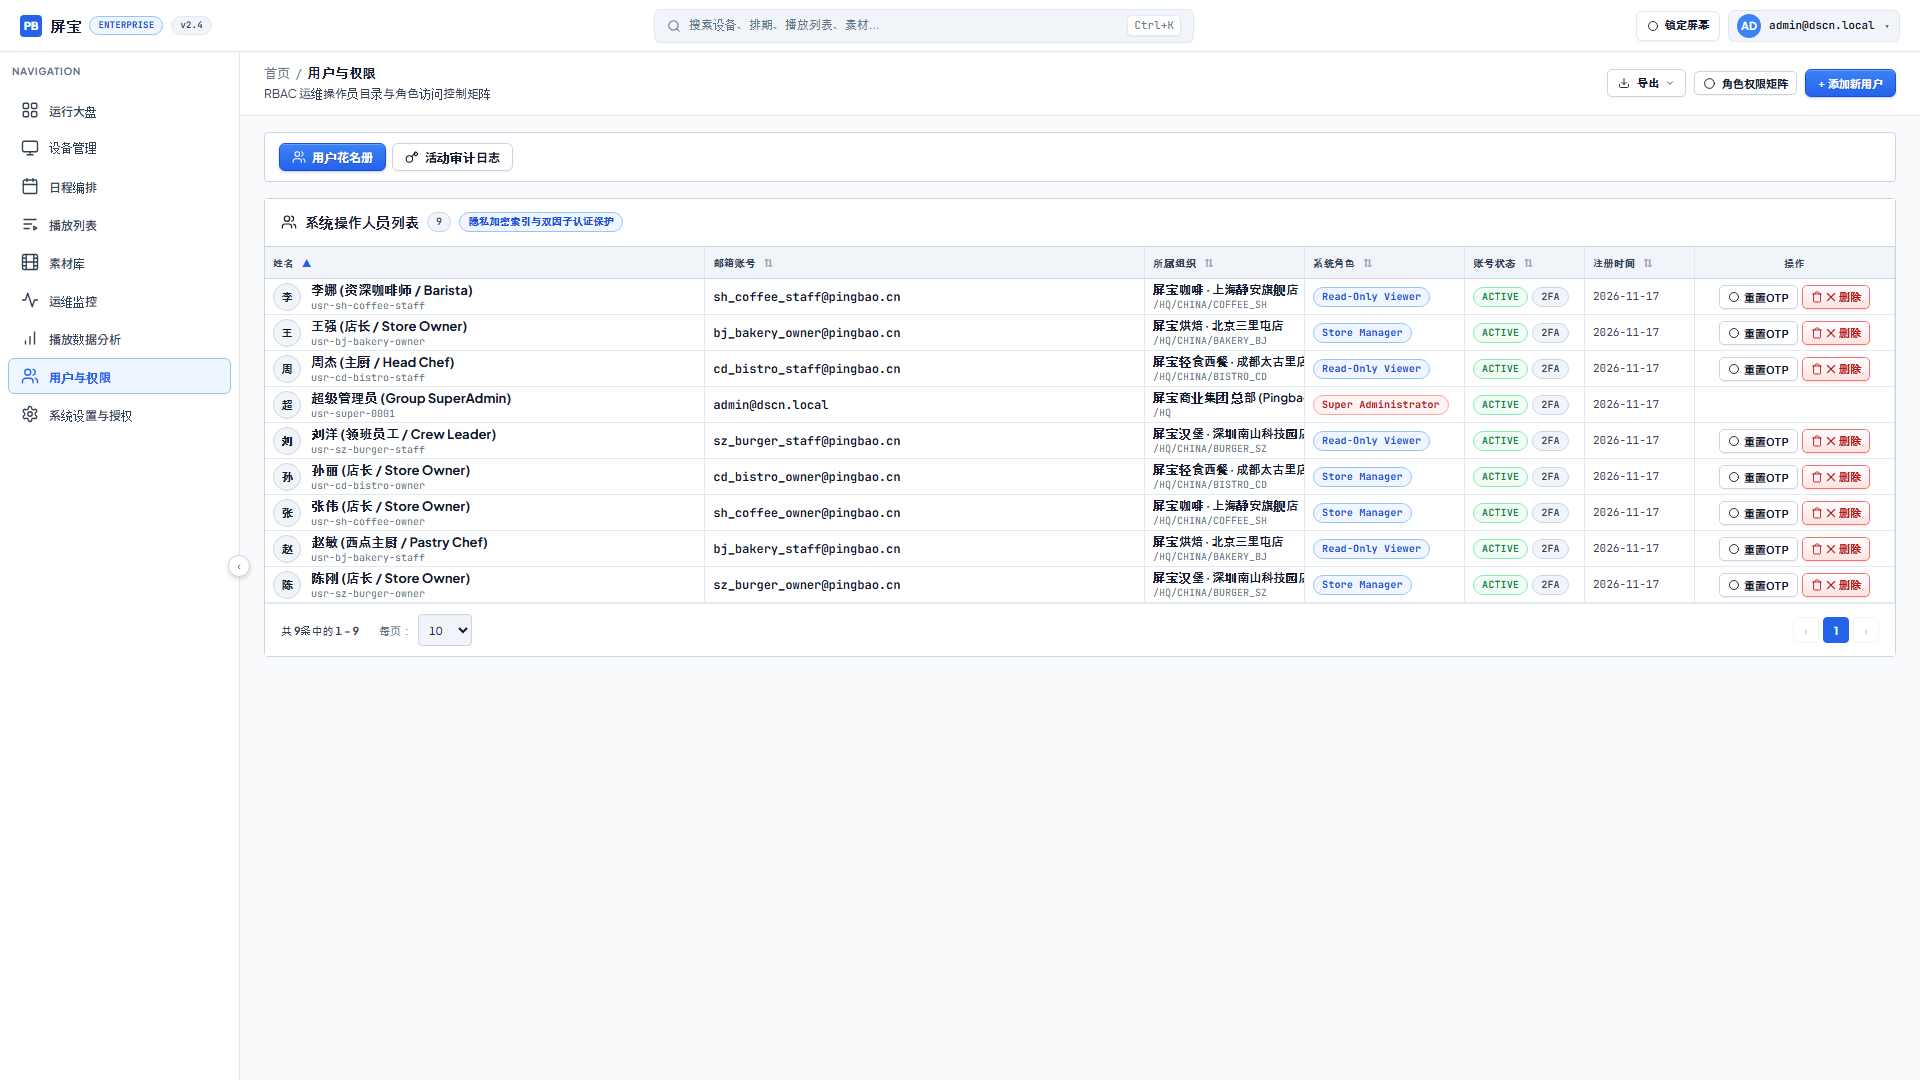 PB 屏宝 ENTERPRISE v2.4
搜索设备、排期、播放列表、素材... Ctrl+K
锁定屏幕
AD admin@dscn.local
NAVIGATION
运行大盘
设备管理
日程编排
播放列表
素材库
运维监控
播放数据分析
用户与权限
系统设置与授权
首页 / 用户与权限
RBAC 运维操作员目录与角色访问控制矩阵
导出
角色权限矩阵
+ 添加新用户
用户花名册
活动审计日志
系统操作人员列表 9 隐私加密索引与双因子认证保护
姓名 ▲ 邮箱账号 ⇅ 所属组织 ⇅ 系统角色 ⇅ 账号状态 ⇅ 注册时间 ⇅ 操作
李 李娜 (资深咖啡师 / Barista) sh_coffee_staff@pingbao.cn 屏宝咖啡 · 上海静安旗舰店 Read-Only Viewer ACTIVE 2FA 2026-11-17 重置OTP 删除
usr-sh-coffee-staff /HQ/CHINA/COFFEE_SH
王 王强 (店长 / Store Owner) bj_bakery_owner@pingbao.cn 屏宝烘焙 · 北京三里屯店 Store Manager ACTIVE 2FA 2026-11-17 重置OTP 删除
usr-bj-bakery-owner /HQ/CHINA/BAKERY_BJ
周 周杰 (主厨 / Head Chef) cd_bistro_staff@pingbao.cn 屏宝轻食西餐 · 成都太古里店 Read-Only Viewer ACTIVE 2FA 2026-11-17 重置OTP 删除
usr-cd-bistro-staff /HQ/CHINA/BISTRO_CD
超 超级管理员 (Group SuperAdmin) admin@dscn.local 屏宝商业集团总部 (Pingba Super Administrator ACTIVE 2FA 2026-11-17
usr-super-0001 /HQ
刘 刘洋 (领班员工 / Crew Leader) sz_burger_staff@pingbao.cn 屏宝汉堡 · 深圳南山科技园店 Read-Only Viewer ACTIVE 2FA 2026-11-17 重置OTP 删除
usr-sz-burger-staff /HQ/CHINA/BURGER_SZ
孙 孙丽 (店长 / Store Owner) cd_bistro_owner@pingbao.cn 屏宝轻食西餐 · 成都太古里店 Store Manager ACTIVE 2FA 2026-11-17 重置OTP 删除
usr-cd-bistro-owner /HQ/CHINA/BISTRO_CD
张 张伟 (店长 / Store Owner) sh_coffee_owner@pingbao.cn 屏宝咖啡 · 上海静安旗舰店 Store Manager ACTIVE 2FA 2026-11-17 重置OTP 删除
usr-sh-coffee-owner /HQ/CHINA/COFFEE_SH
赵 赵敏 (西点主厨 / Pastry Chef) bj_bakery_staff@pingbao.cn 屏宝烘焙 · 北京三里屯店 Read-Only Viewer ACTIVE 2FA 2026-11-17 重置OTP 删除
usr-bj-bakery-staff /HQ/CHINA/BAKERY_BJ
陈 陈刚 (店长 / Store Owner) sz_burger_owner@pingbao.cn 屏宝汉堡 · 深圳南山科技园店 Store Manager ACTIVE 2FA 2026-11-17 重置OTP 删除
usr-sz-burger-owner /HQ/CHINA/BURGER_SZ
共 9条中的 1 – 9 每页： 10 ‹ 1 ›